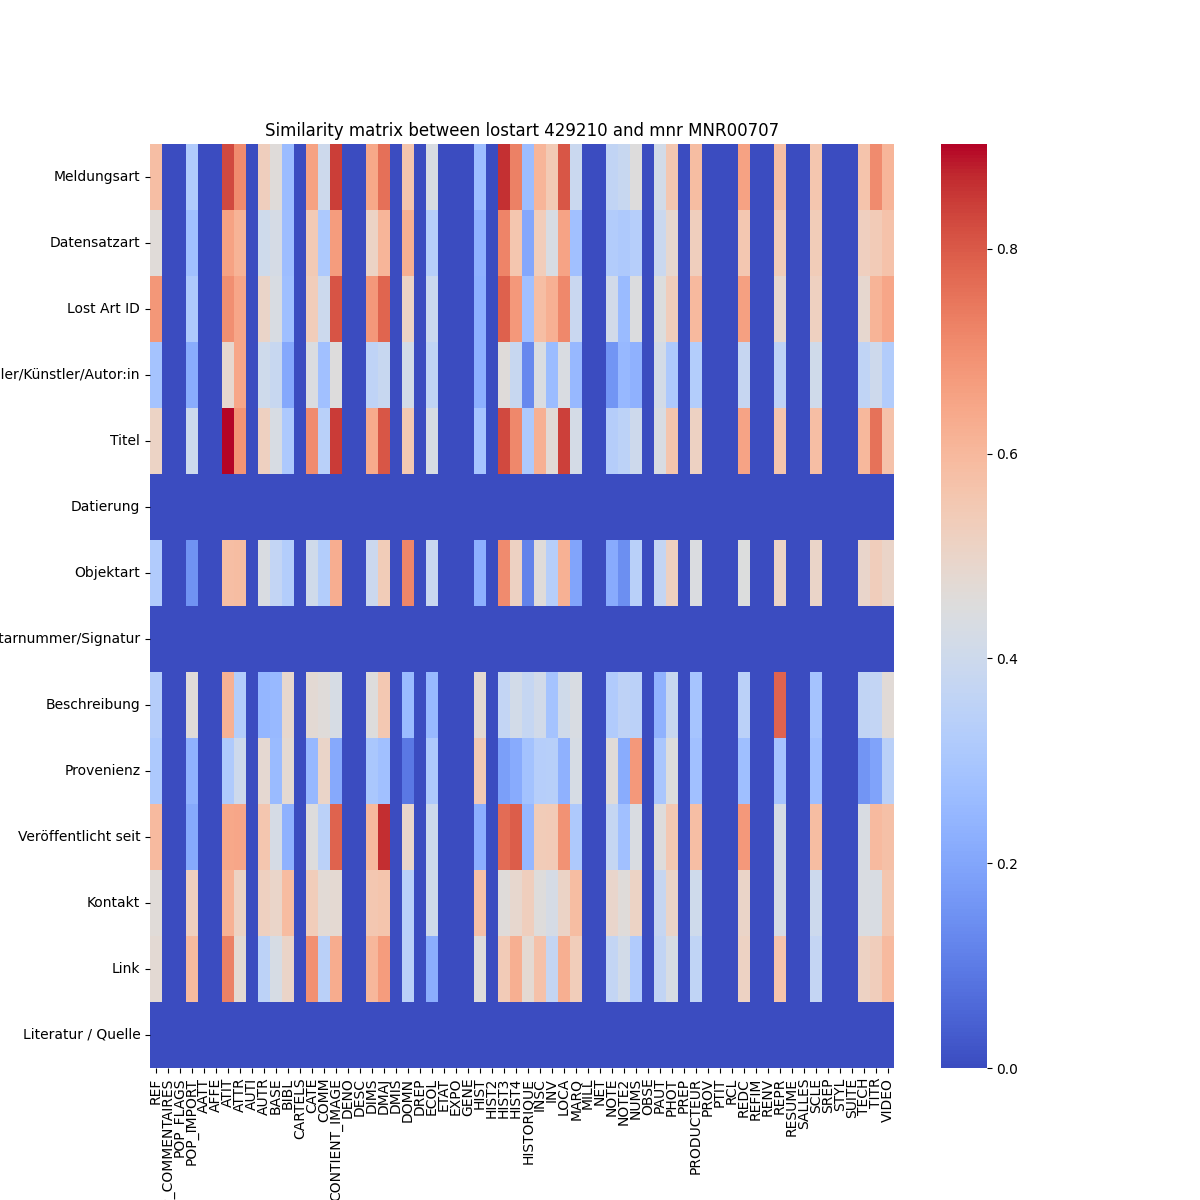 Similarity matrix between lostart 429210 and mnr MNR00707
Meldungsart
Datensatzart
Lost Art ID
ler/Künstler/Autor:in
Titel
Datierung
Objektart
tarnummer/Signatur
Beschreibung
Provenienz
Veröffentlicht seit
Kontakt
Link
Literatur / Quelle
0.8
0.6
0.4
0.2
0.0
REF
_COMMENTAIRES
POP_FLAGS
POP_IMPORT
AATT
AFFE
ATIT
ATTR
AUTI
AUTR
BASE
BIBL
CARTELS
CATE
COMM
CONTIENT_IMAGE
DENO
DESC
DIMS
DMAJ
DMIS
DOMN
DREP
ECOL
ETAT
EXPO
GENE
HIST
HIST2
HIST3
HIST4
HISTORIQUE
INSC
INV
LOCA
MARQ
MILL
NET
NOTE
NOTE2
NUMS
OBSE
PAUT
PHOT
PREP
PRODUCTEUR
PROV
PTIT
RCL
REDC
REFIM
RENV
REPR
RESUME
SALLES
SCLE
SREP
STYL
SUITE
TECH
TITR
VIDEO